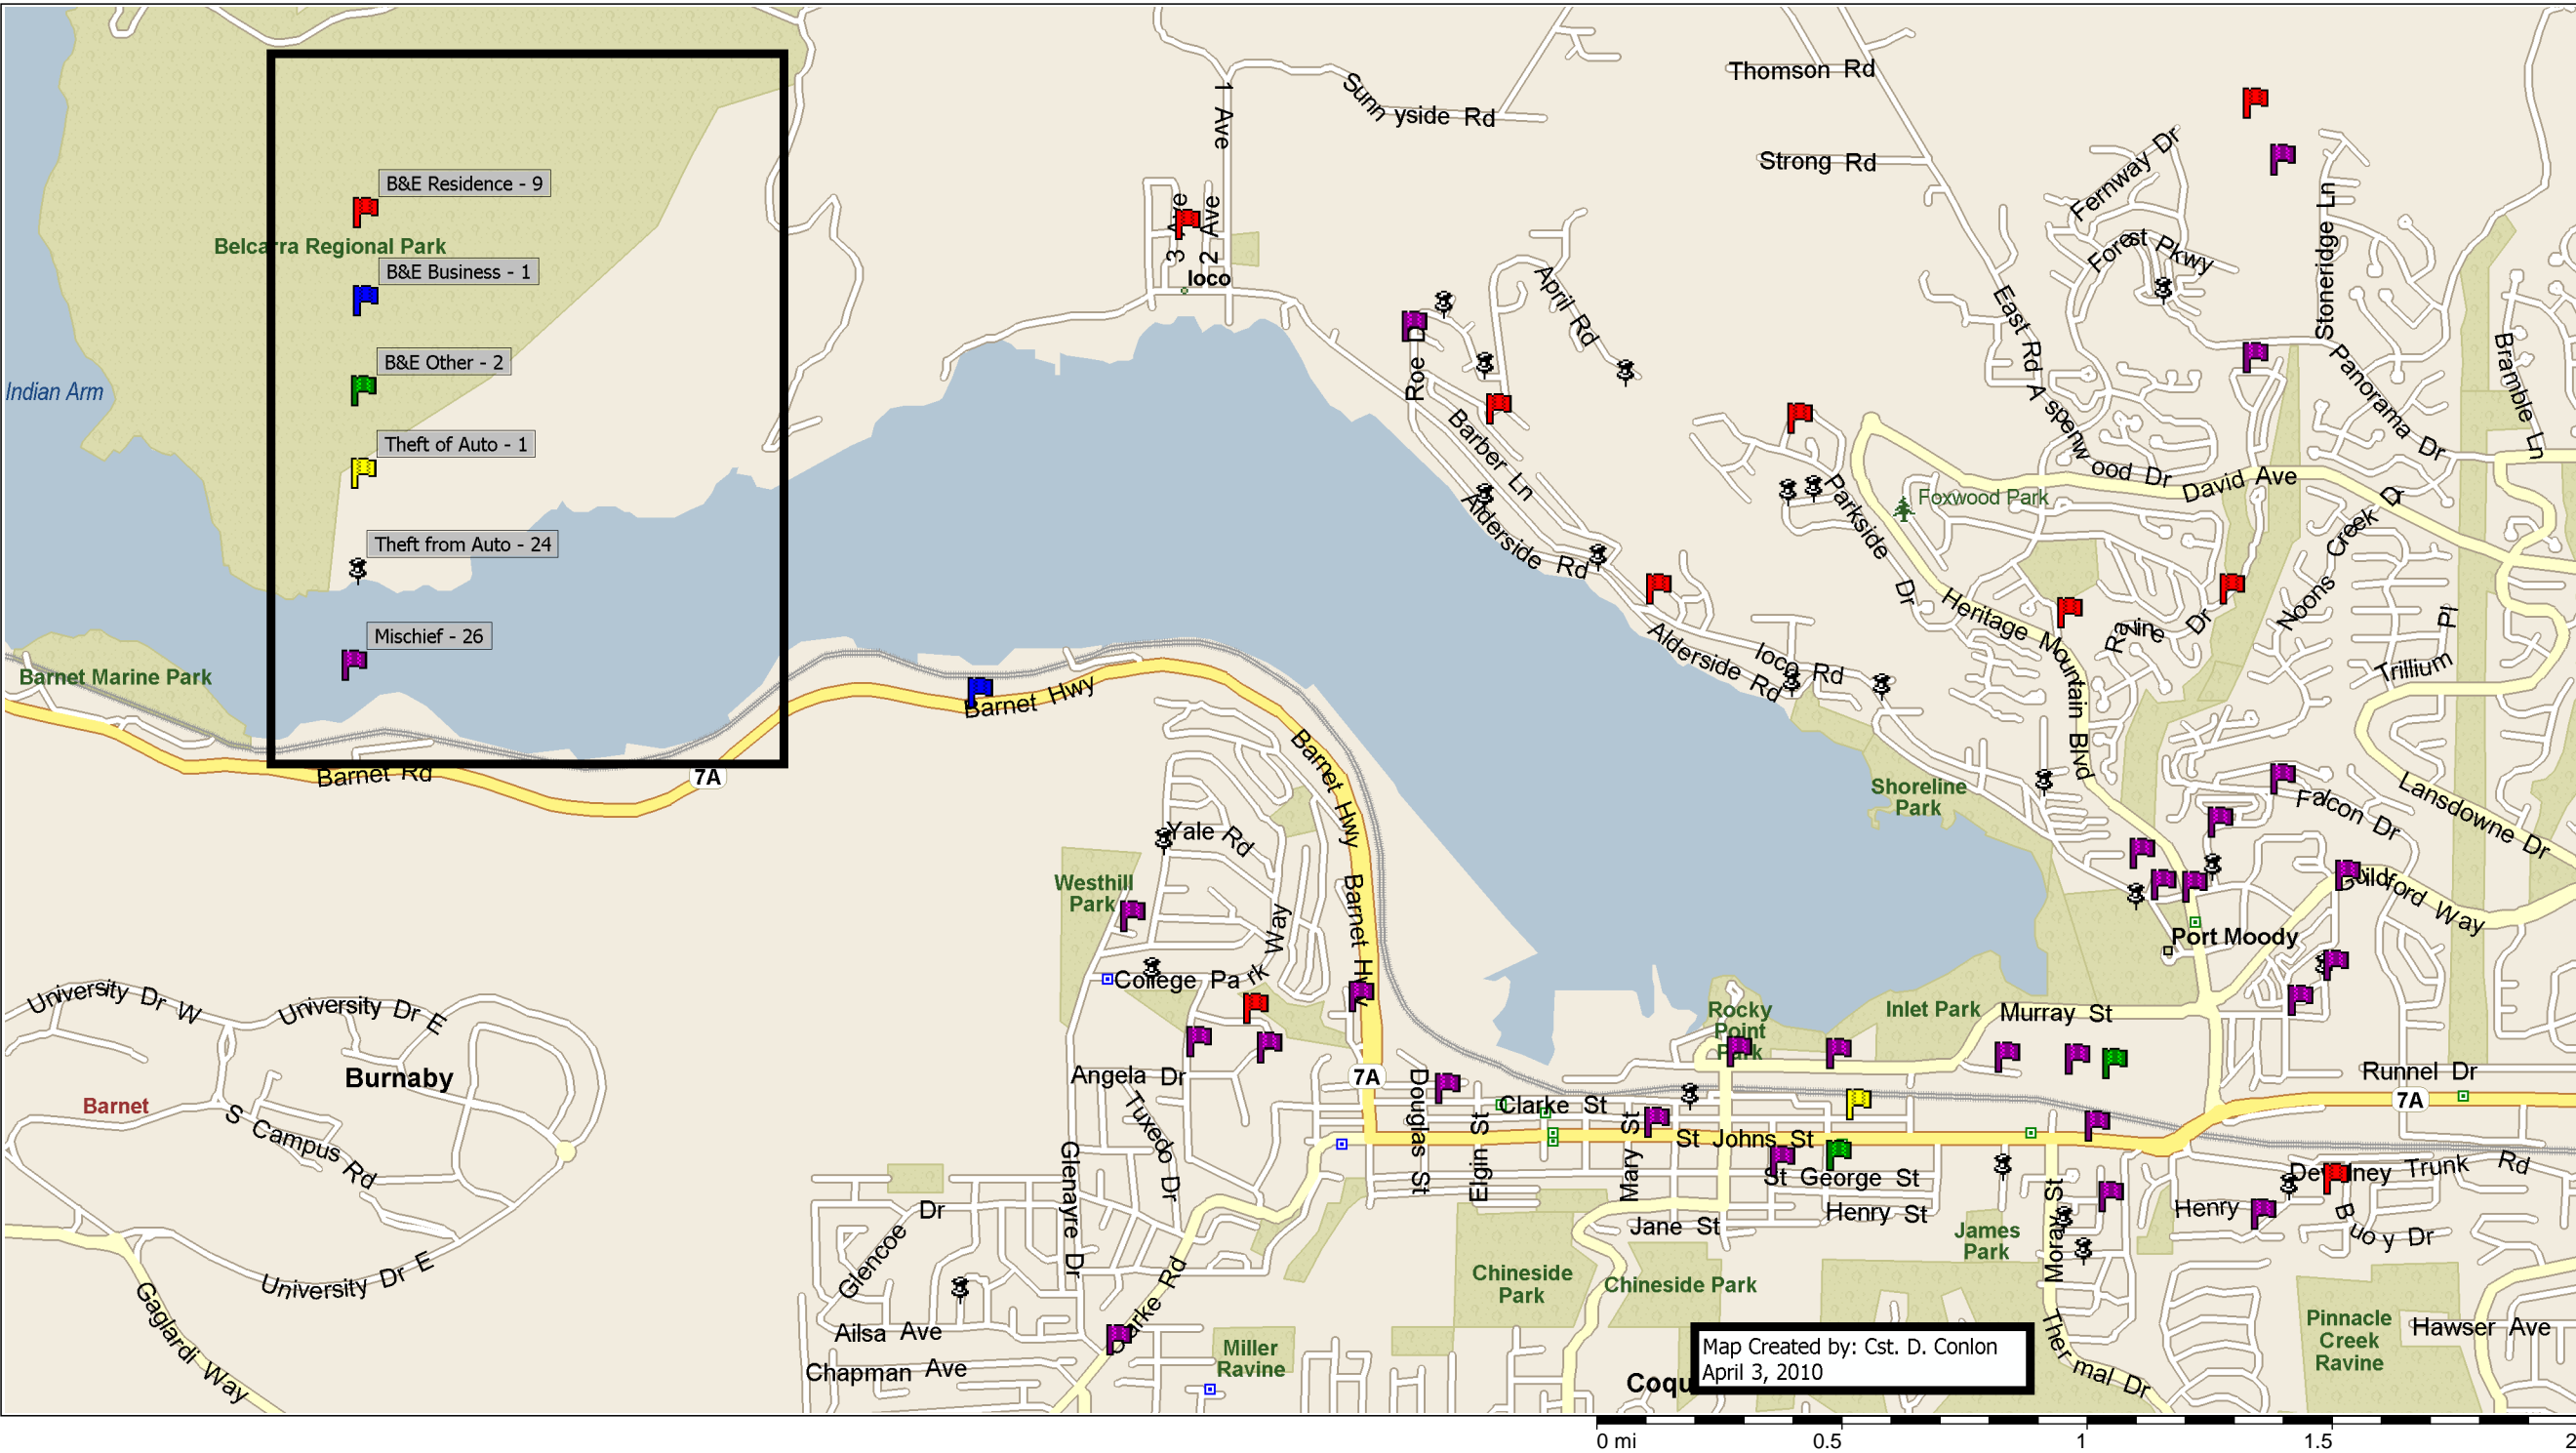 B&E Residence - 9
Belcarra Regional Park
B&E Business - 1
B&E Other - 2
Indian Arm
Theft of Auto - 1
Theft from Auto - 24
Mischief - 26
Barnet Marine Park
Barnet Rd
7A
1 Ave
Sunnyside Rd
Thomson Rd
Strong Rd
3 Ave
2 Ave
Ioco
April Rd
Barber Ln
Alderside Rd
East Rd
Fernway Dr
Forest Pkwy
Stoneridge Ln
Panorama Dr
Bramble Ln
Aspenwood Dr
David Ave
Foxwood Park
Parkside Dr
Noons Creek Dr
Heritage Mountain Blvd
Ravine Dr
Trillium Pl
Alderside Rd
Ioco Rd
Barnet Hwy
Barnet Hwy
Barnet Hwy
Shoreline
Park
Falcon Dr
Lansdowne Dr
Yale Rd
Westhill
Park
Guildford Way
Port Moody
College Park Way
Rocky
Point
Park
Inlet Park
Murray St
University Dr W
University Dr E
Burnaby
Barnet
S Campus Rd
University Dr E
Gaglardi Way
Angela Dr
Tuxedo Dr
Glenayre Dr
7A
Douglas St
Elgin St
Clarke St
Mary St
St Johns St
St George St
Runnel Dr
7A
Dewdney Trunk Rd
Henry
Buoy Dr
Jane St
Henry St
James
Park
Moray St
Thermal Dr
Glencoe Dr
Ailsa Ave
Chapman Ave
Clarke Rd
Miller
Ravine
Chineside
Park
Chineside Park
Pinnacle
Creek
Ravine
Hawser Ave
Map Created by: Cst. D. Conlon
April 3, 2010
0 mi 0.5 1 1.5 2